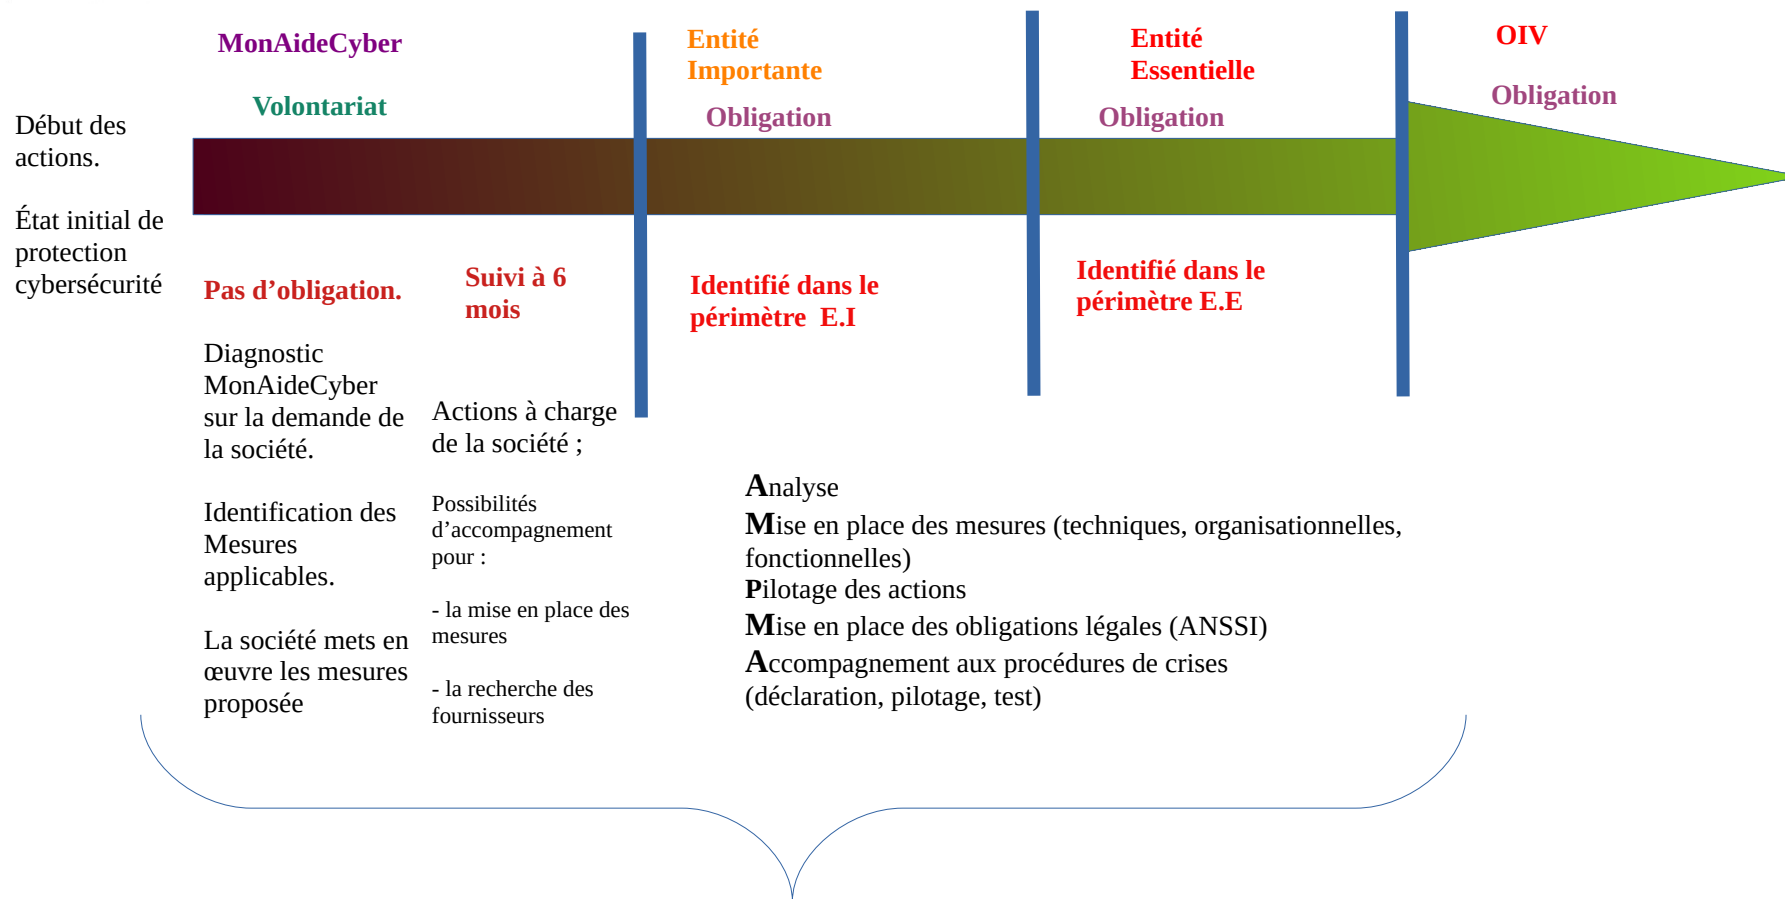 MonAideCyber
Volontariat
Entité
Importante
Obligation
Entité
Essentielle
Obligation
OIV
Obligation
Début des
actions.
État initial de
protection
cybersécurité
Pas d’obligation.
Suivi à 6
mois
Identifié dans le
périmètre  E.I
Identifié dans le
périmètre E.E
Diagnostic
MonAideCyber
sur la demande de
la société.
Identification des
Mesures
applicables.
La société mets en
œuvre les mesures
proposée
Actions à charge
de la société ;
Possibilités
d’accompagnement
pour :
- la mise en place des
mesures
- la recherche des
fournisseurs
Analyse
Mise en place des mesures (techniques, organisationnelles,
fonctionnelles)
Pilotage des actions
Mise en place des obligations légales (ANSSI)
Accompagnement aux procédures de crises
(déclaration, pilotage, test)